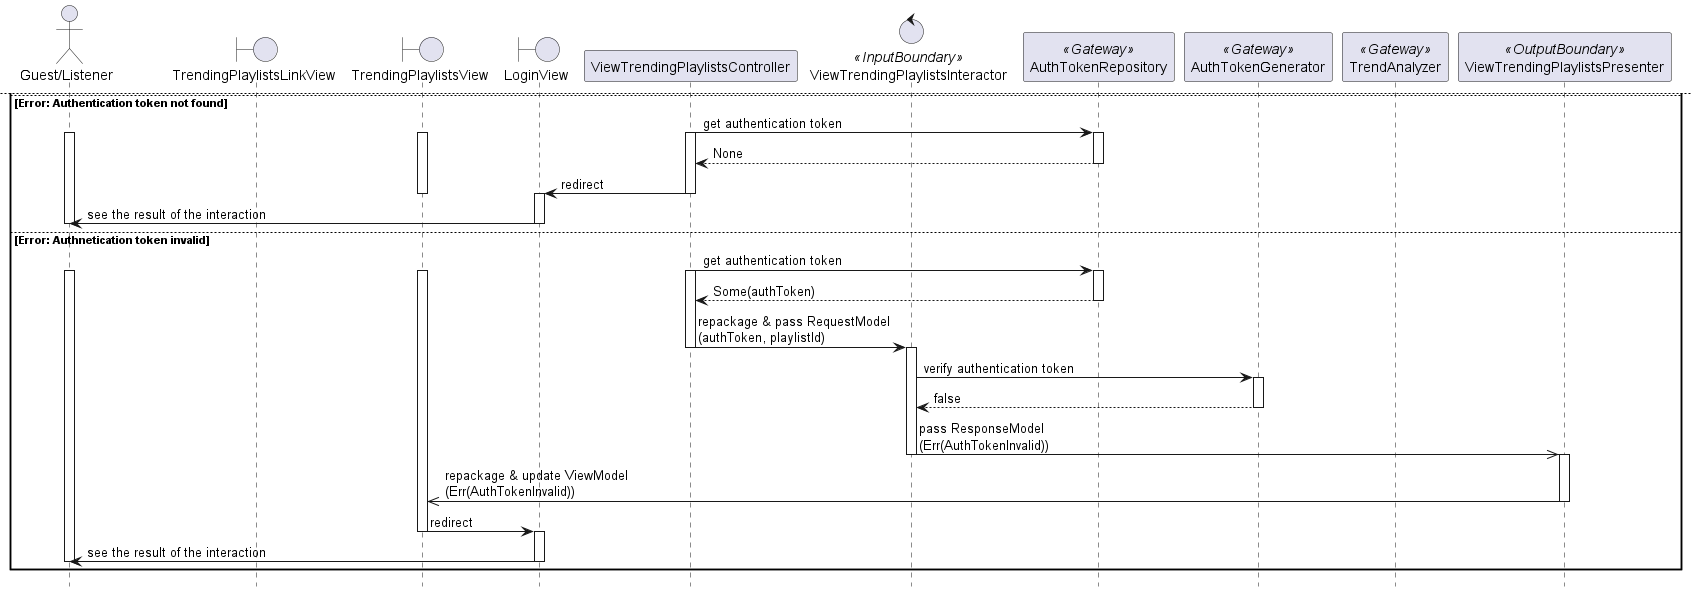 Guest/Listener
TrendingPlaylistsLinkView
TrendingPlaylistsView
LoginView
ViewTrendingPlaylistsController
«InputBoundary»
ViewTrendingPlaylistsInteractor
«Gateway»
AuthTokenRepository
«Gateway»
AuthTokenGenerator
«Gateway»
TrendAnalyzer
«OutputBoundary»
ViewTrendingPlaylistsPresenter
[Error: Authentication token not found]
get authentication token
None
redirect
see the result of the interaction
[Error: Authnetication token invalid]
get authentication token
Some(authToken)
repackage & pass RequestModel
(authToken, playlistId)
verify authentication token
false
pass ResponseModel
(Err(AuthTokenInvalid))
repackage & update ViewModel
(Err(AuthTokenInvalid))
redirect
see the result of the interaction